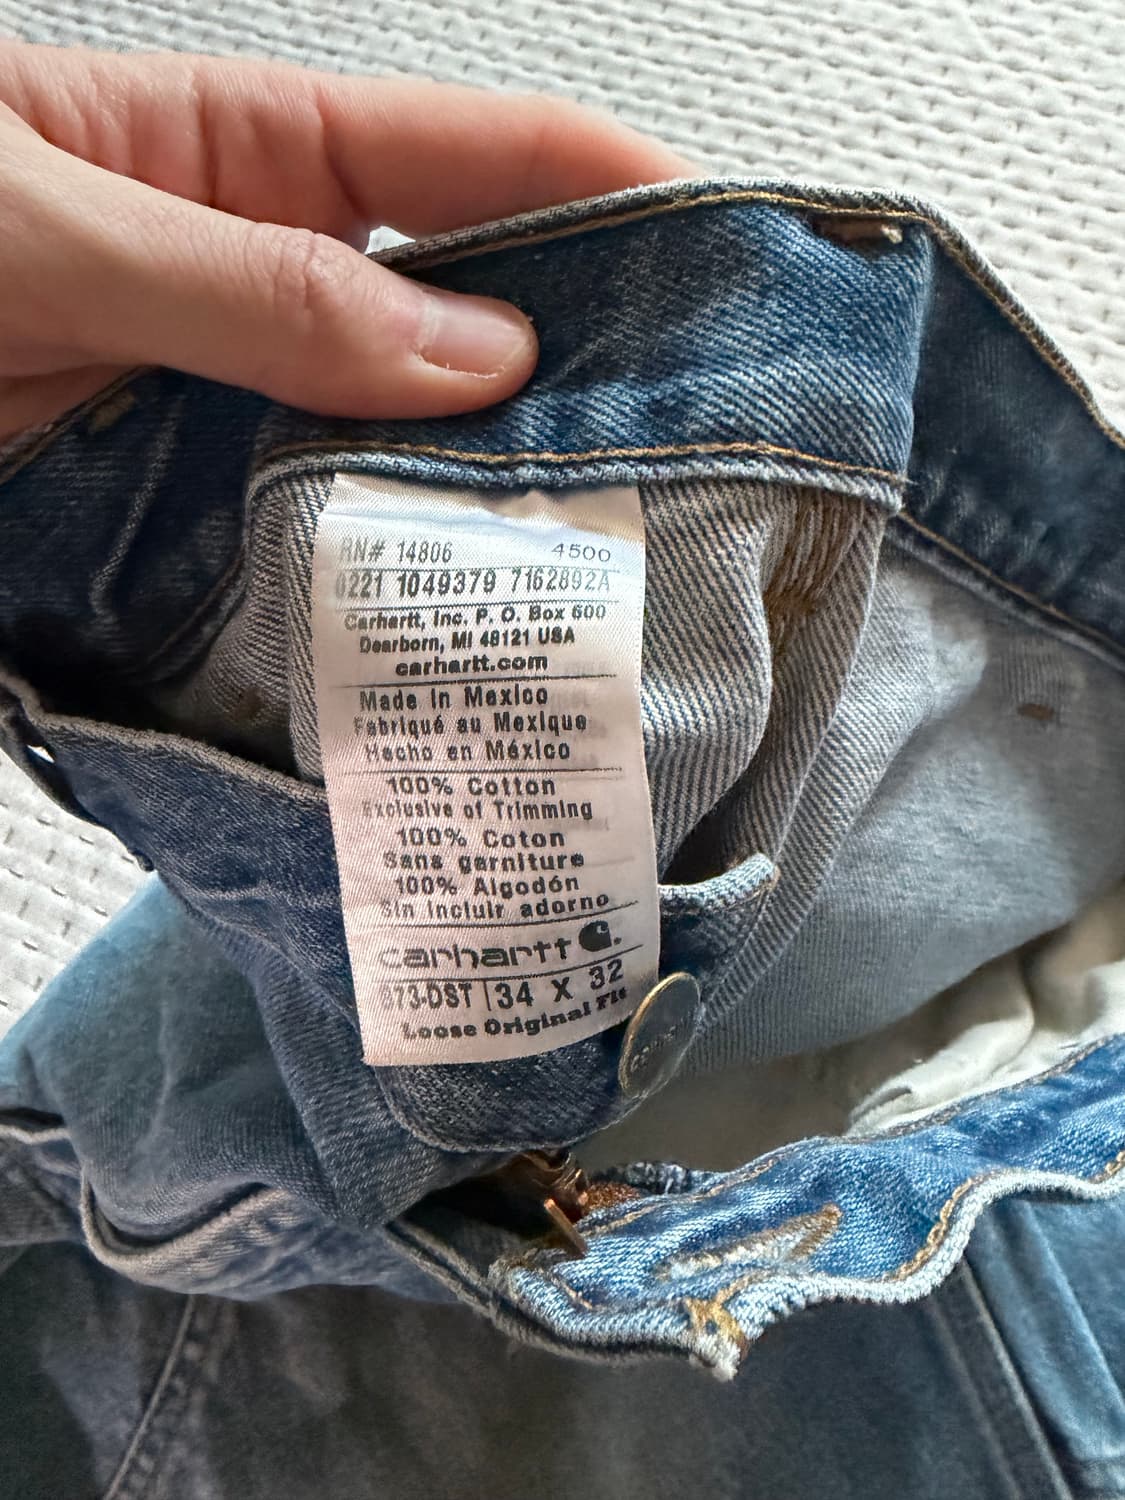 RN# 14806 4500
0221 1049379 7162892A
Carhartt, Inc. P. O. Box 600
Dearborn, MI 48121 USA
carhartt.com
Made in Mexico
Fabriqué au Mexique
Hecho en México
100% Cotton
Exclusive of Trimming
100% Coton
Sans garniture
100% Algodón
Sin incluir adorno
carhartt
34 X 32
Loose Original Fit